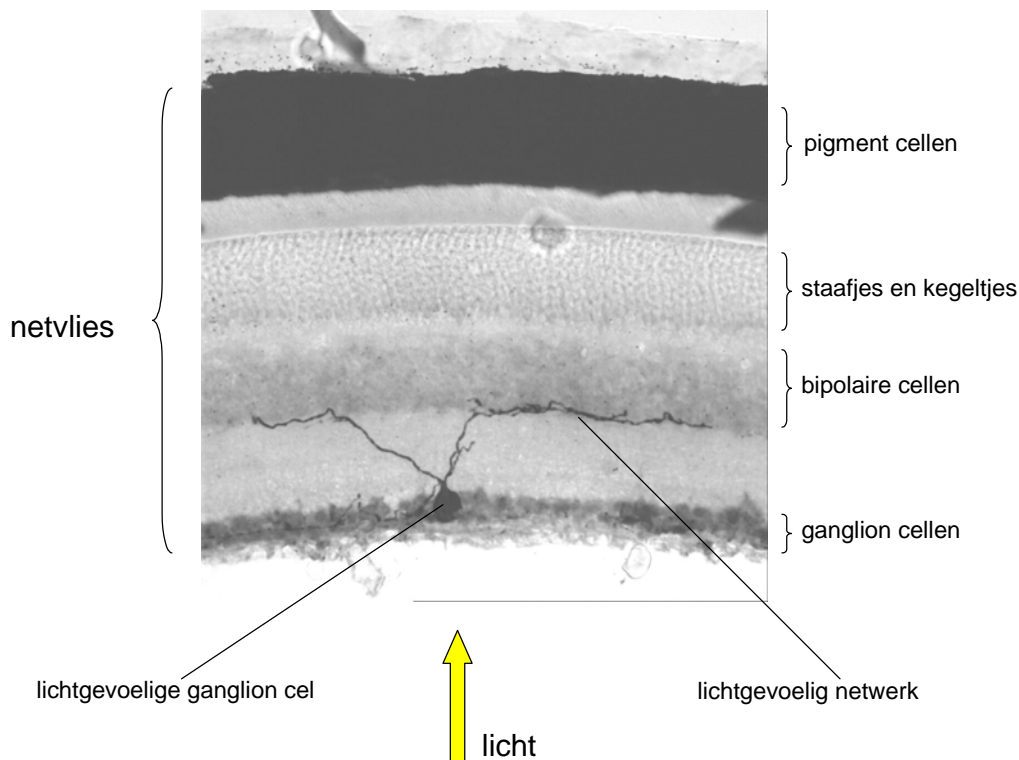 pigment cellen
staafjes en kegeltjes
netvlies
bipolaire cellen
ganglion cellen
lichtgevoelige ganglion cel
lichtgevoelig netwerk
licht